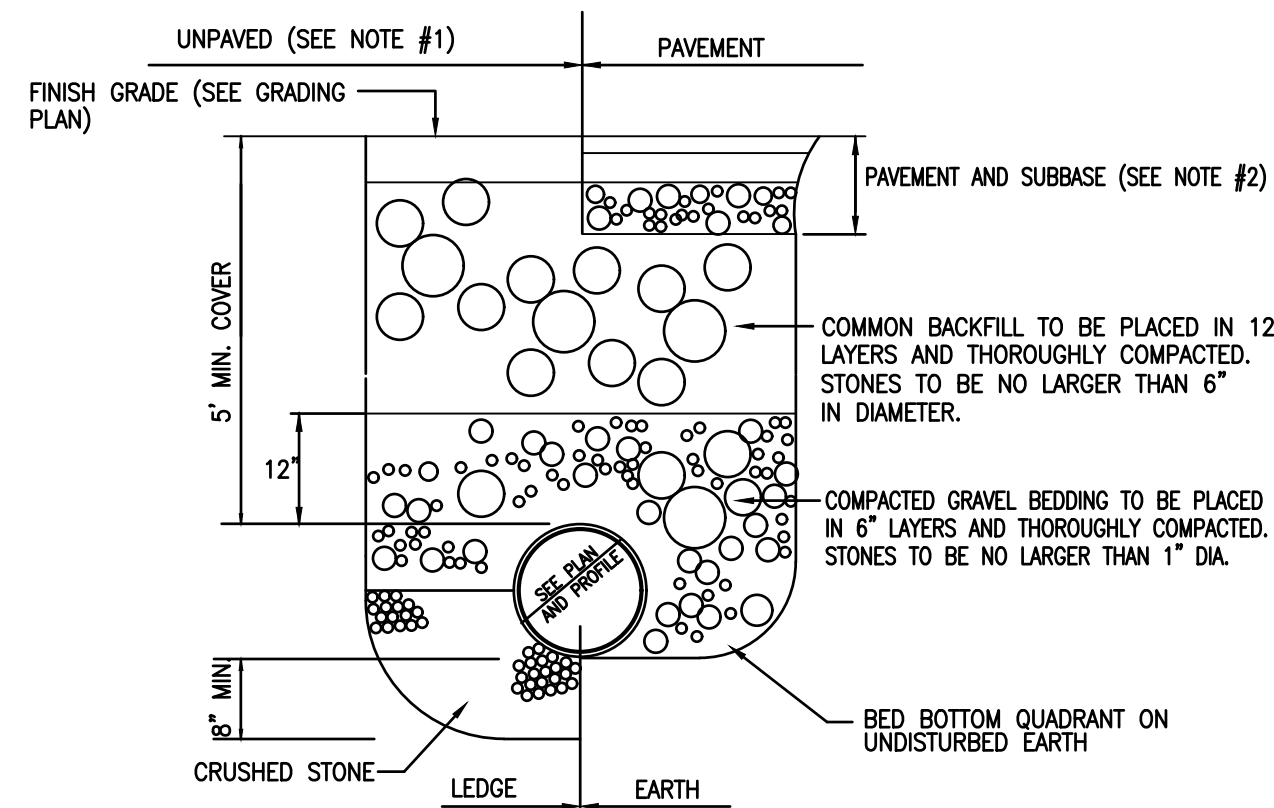 UNPAVED (SEE NOTE #1)
PAVEMENT
FINISH GRADE (SEE GRADING
PLAN)
PAVEMENT AND SUBBASE (SEE NOTE #2)
5' MIN. COVER
COMMON BACKFILL TO BE PLACED IN 12
LAYERS AND THOROUGHLY COMPACTED.
STONES TO BE NO LARGER THAN 6"
IN DIAMETER.
12"
COMPACTED GRAVEL BEDDING TO BE PLACED
IN 6" LAYERS AND THOROUGHLY COMPACTED.
STONES TO BE NO LARGER THAN 1" DIA.
SEE PLAN
AND PROFILE
8" MIN.
BED BOTTOM QUADRANT ON
UNDISTURBED EARTH
CRUSHED STONE
LEDGE
EARTH